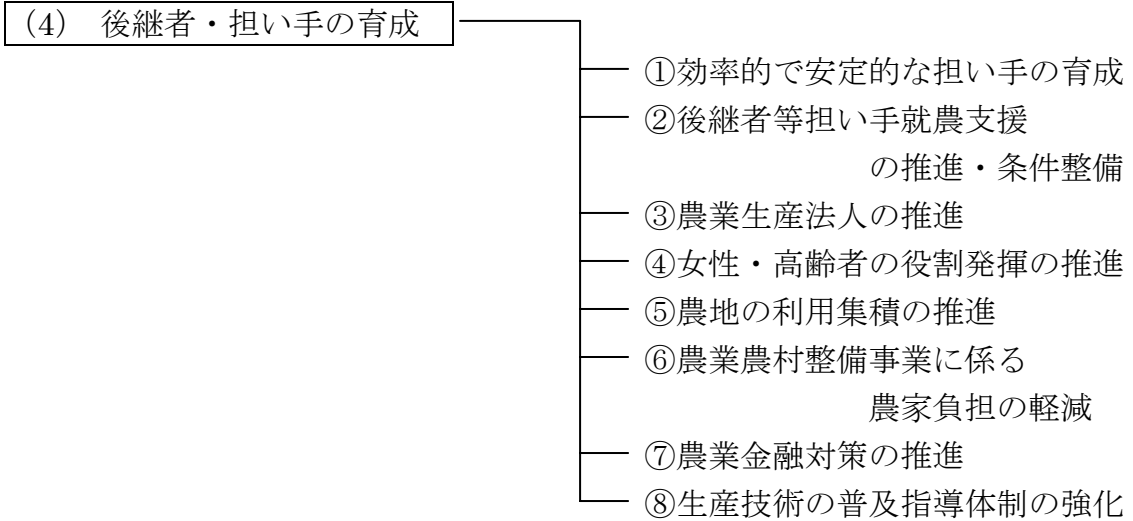 (4) 後継者・担い手の育成
①効率的で安定的な担い手の育成
②後継者等担い手就農支援
の推進・条件整備
③農業生産法人の推進
④女性・高齢者の役割発揮の推進
⑤農地の利用集積の推進
⑥農業農村整備事業に係る
農家負担の軽減
⑦農業金融対策の推進
⑧生産技術の普及指導体制の強化